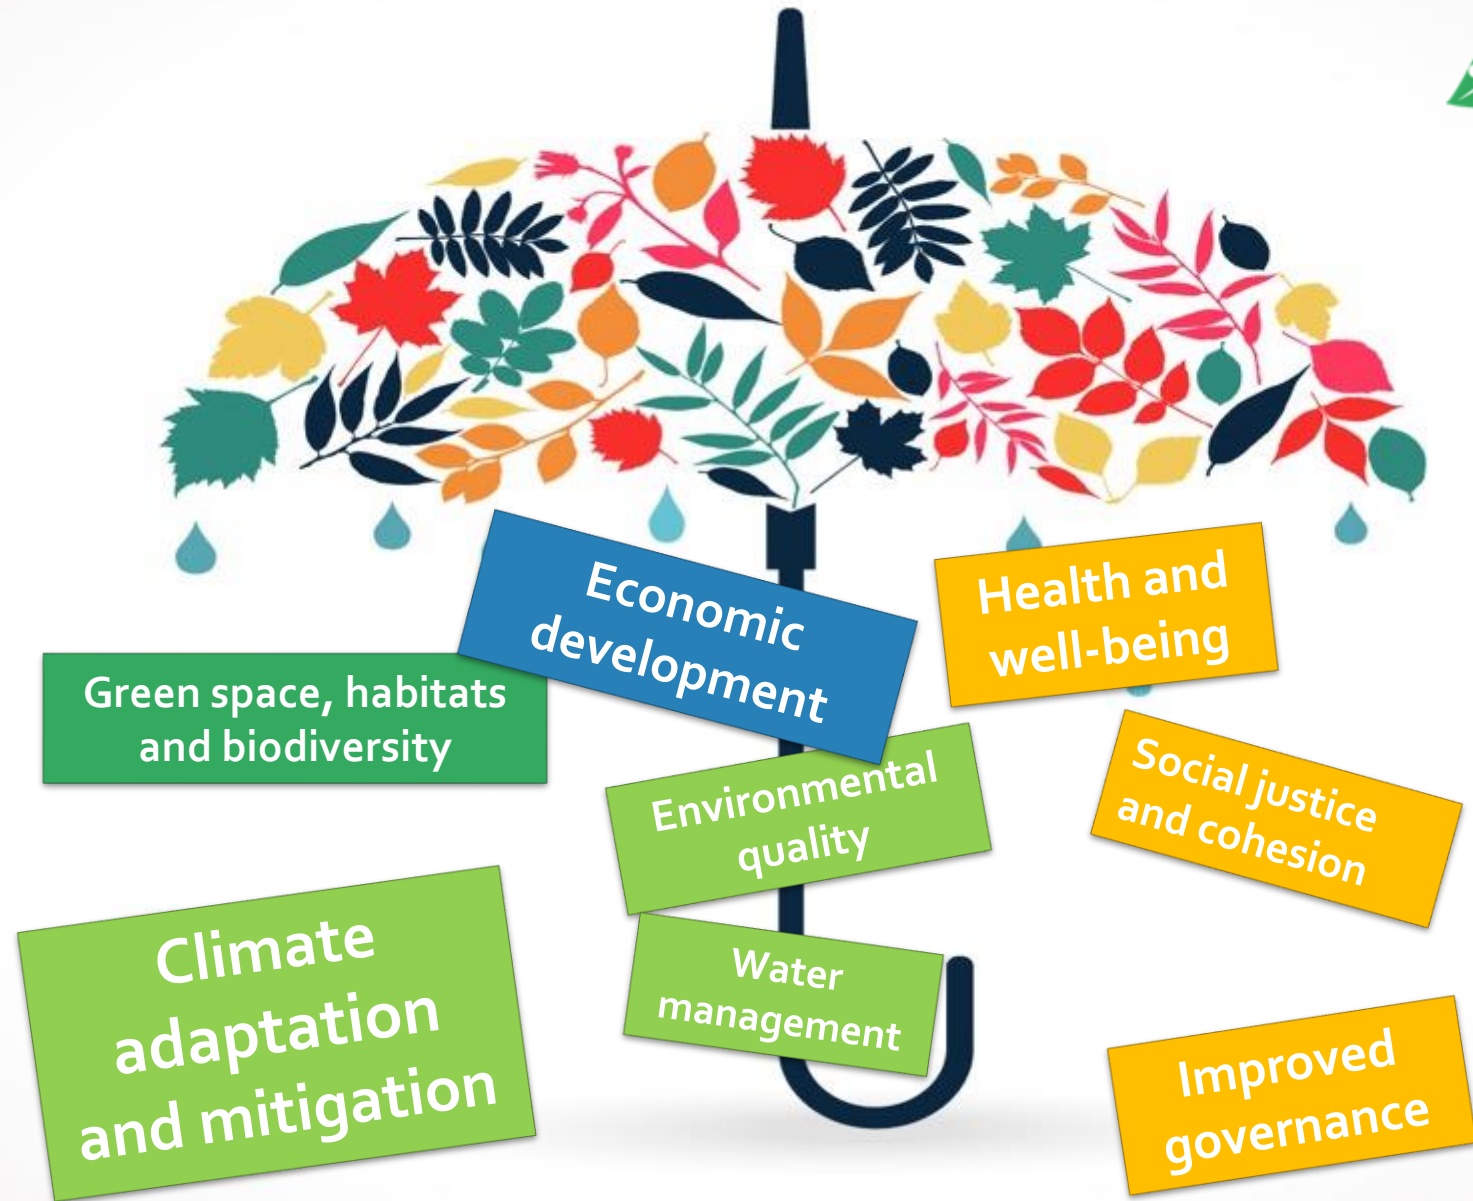 Economic
development
Health and
well-being
Green space, habitats
and biodiversity
Environmental
quality
Social justice
and cohesion
Climate
adaptation
and mitigation
Water
management
Improved
governance